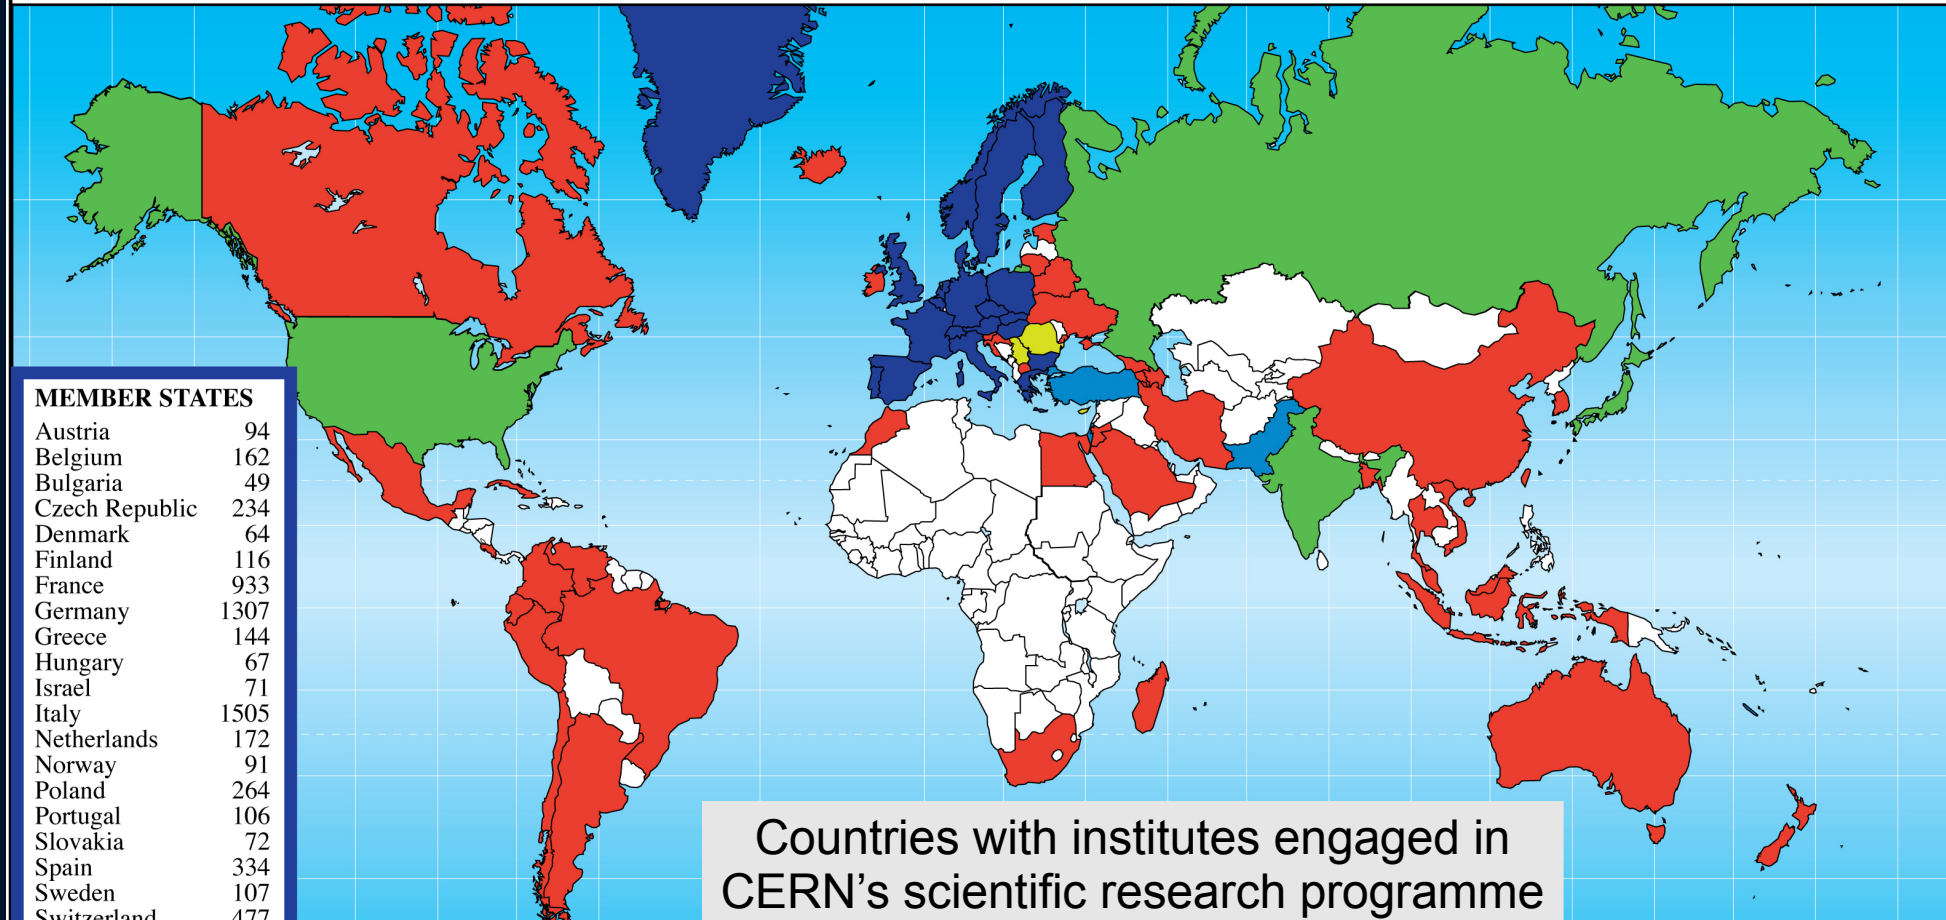 MEMBER STATES
Austria 94
Belgium 162
Bulgaria 49
Czech Republic 234
Denmark 64
Finland 116
France 933
Germany 1307
Greece 144
Hungary 67
Israel 71
Italy 1505
Netherlands 172
Norway 91
Poland 264
Portugal 106
Slovakia 72
Spain 334
Sweden 107
Switzerland 477
Countries with institutes engaged in
CERN’s scientific research programme